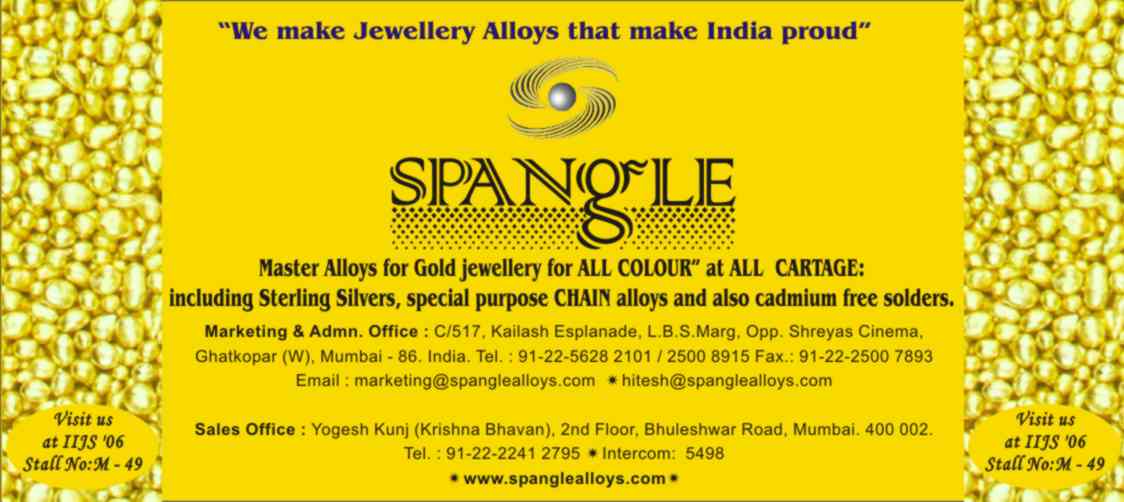 “We make Jewellery Alloys that make India proud”
SPANgLE
Master Alloys for Gold jewellery for ALL COLOUR” at ALL CARTAGE:
including Sterling Silvers, special purpose CHAIN alloys and also cadmium free solders.
Marketing & Admn. Office : C/517, Kailash Esplanade, L.B.S.Marg, Opp. Shreyas Cinema,
Ghatkopar (W), Mumbai - 86. India. Tel. : 91-22-5628 2101 / 2500 8915 Fax.: 91-22-2500 7893
Email : marketing@spanglealloys.com ✷ hitesh@spanglealloys.com
Sales Office : Yogesh Kunj (Krishna Bhavan), 2nd Floor, Bhuleshwar Road, Mumbai. 400 002.
Tel. : 91-22-2241 2795 ✷ Intercom: 5498
✷ www.spanglealloys.com ✷
Visit us
at IIJS '06
Stall No:M - 49
Visit us
at IIJS '06
Stall No:M - 49